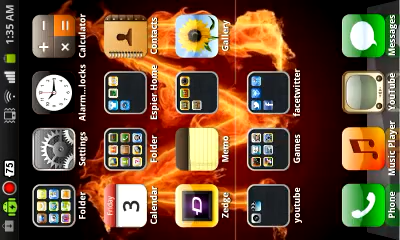 75 1:35 AM
Folder Settings Alarm...locks Calculator
Friday
3
Calendar Folder Espier Home Contacts
Zedge Memo Gallery
youtube Games facetwitter
Phone Music Player Youtube Messages